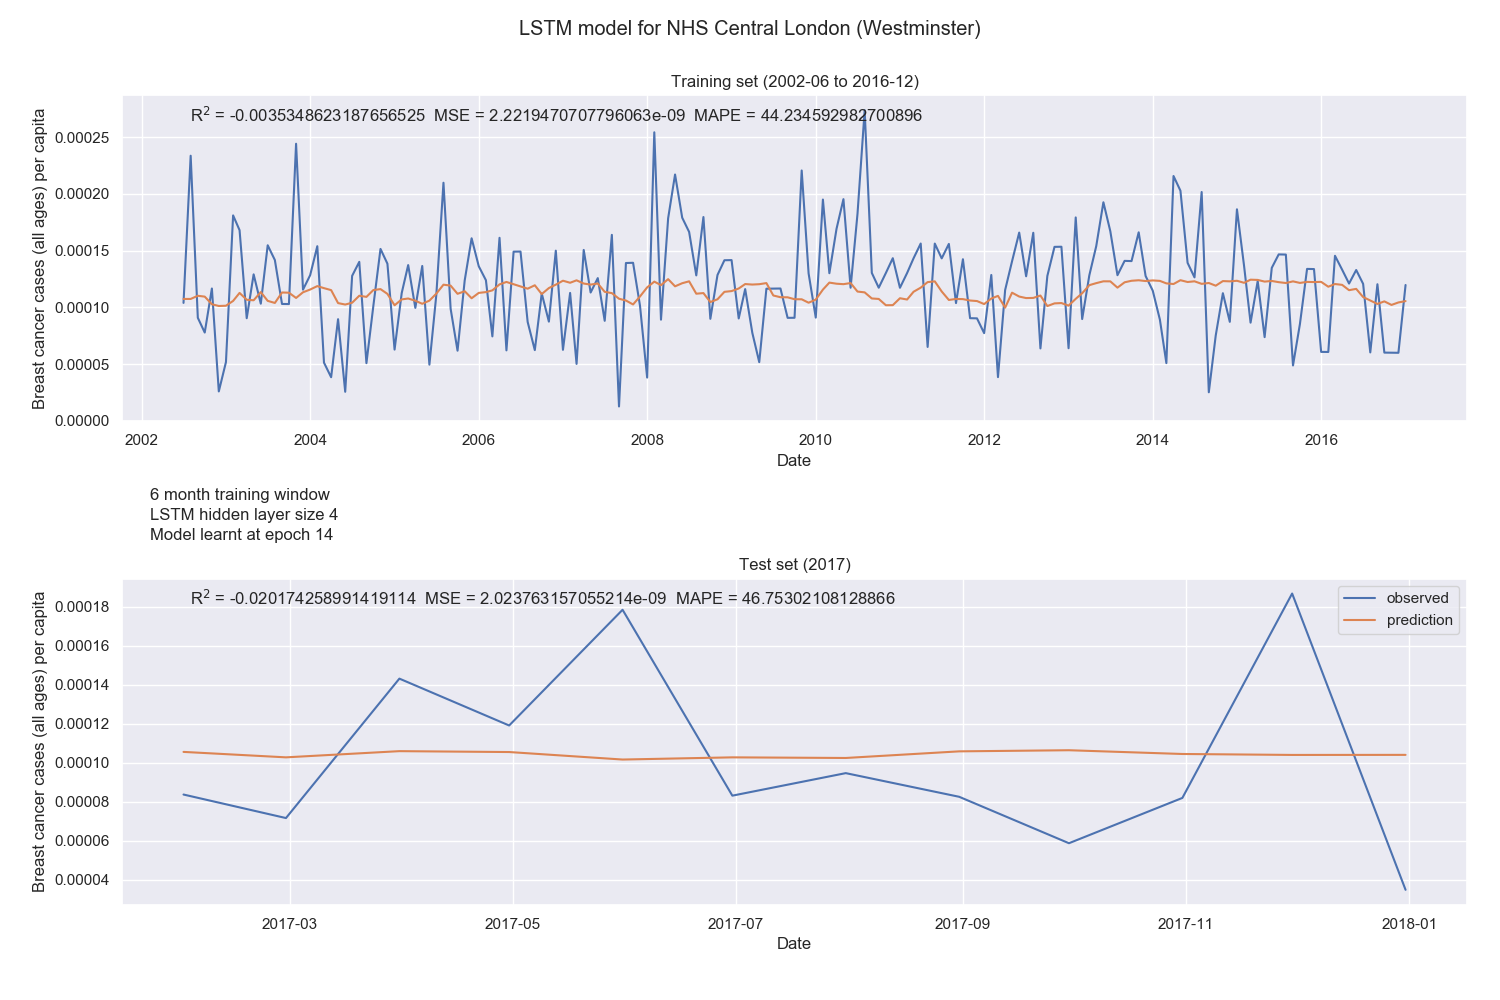 LSTM model for NHS Central London (Westminster)
Training set (2002-06 to 2016-12)
R² = -0.0035348623187656525 MSE = 2.2219470707796063e-09 MAPE = 44.234592982700896
Breast cancer cases (all ages) per capita
0.00025
0.00020
0.00015
0.00010
0.00005
0.00000
2002 2004 2006 2008 2010 2012 2014 2016
Date
6 month training window
LSTM hidden layer size 4
Model learnt at epoch 14
Test set (2017)
R² = -0.020174258991419114 MSE = 2.023763157055214e-09 MAPE = 46.75302108128866
observed
prediction
Breast cancer cases (all ages) per capita
0.00018
0.00016
0.00014
0.00012
0.00010
0.00008
0.00006
0.00004
2017-03 2017-05 2017-07 2017-09 2017-11 2018-01
Date